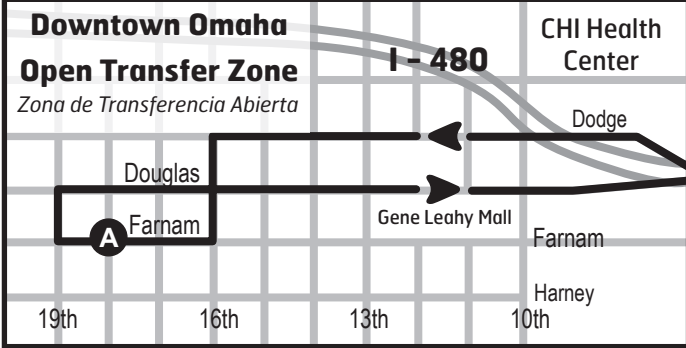 Downtown Omaha
Open Transfer Zone
Zona de Transferencia Abierta
I - 480
CHI Health
Center
Dodge
Douglas
Gene Leahy Mall
A
Farnam
Farnam
Harney
19th
16th
13th
10th